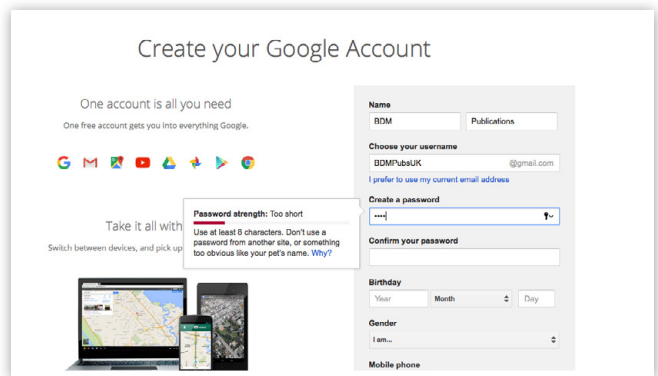 Create your Google Account
One account is all you need
One free account gets you into everything Google.
Take it all with
Switch between devices, and pick up
Password strength: Too short
Use at least 8 characters. Don't use a
password from another site, or something
too obvious like your pet's name. Why?
Name
BDM Publications
Choose your username
BDMPubsUK @gmail.com
I prefer to use my current email address
Create a password
••••
Confirm your password
Birthday
Year Month Day
Gender
I am...
Mobile phone